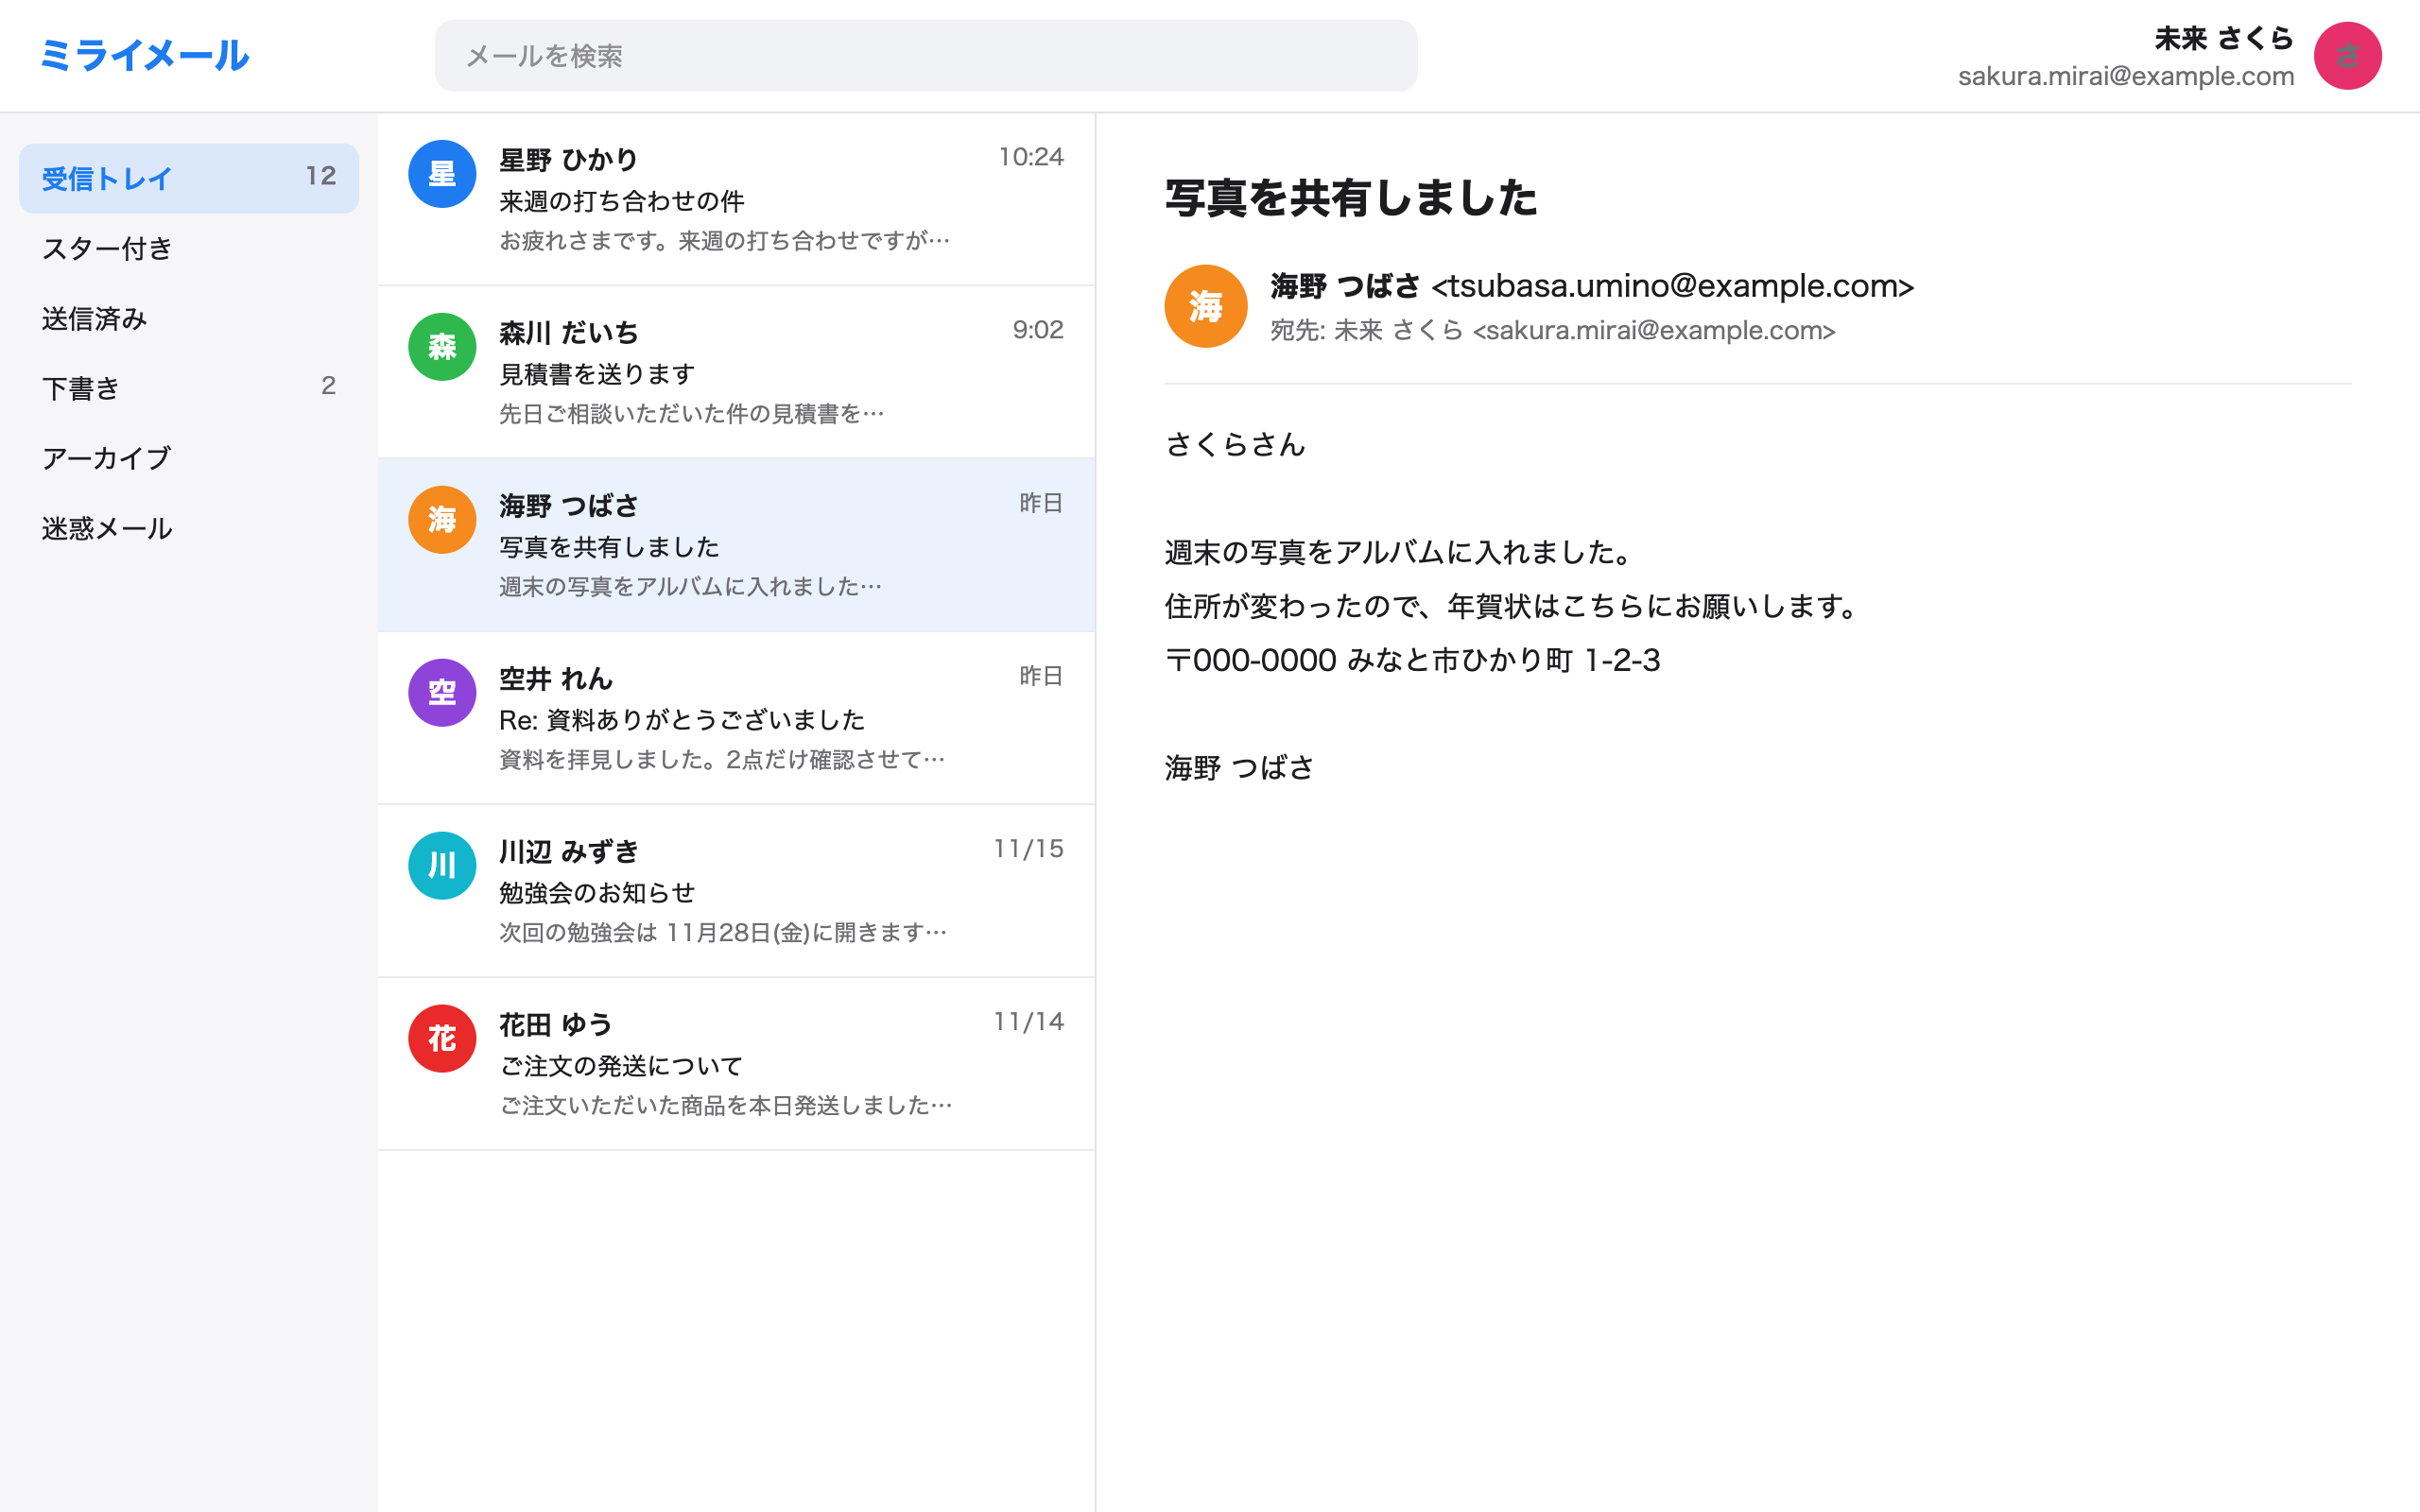 ミライメール
メールを検索
未来 さくら
sakura.mirai@example.com
さ
受信トレイ 12
スター付き
送信済み
下書き 2
アーカイブ
迷惑メール
星
星野 ひかり 10:24
来週の打ち合わせの件
お疲れさまです。来週の打ち合わせですが…
森
森川 だいち 9:02
見積書を送ります
先日ご相談いただいた件の見積書を…
海
海野 つばさ 昨日
写真を共有しました
週末の写真をアルバムに入れました…
空
空井 れん 昨日
Re: 資料ありがとうございました
資料を拝見しました。2点だけ確認させて…
川
川辺 みずき 11/15
勉強会のお知らせ
次回の勉強会は 11月28日(金)に開きます…
花
花田 ゆう 11/14
ご注文の発送について
ご注文いただいた商品を本日発送しました…
写真を共有しました
海
海野 つばさ <tsubasa.umino@example.com>
宛先: 未来 さくら <sakura.mirai@example.com>
さくらさん
週末の写真をアルバムに入れました。
住所が変わったので、年賀状はこちらにお願いします。
〒000-0000 みなと市ひかり町 1-2-3
海野 つばさ